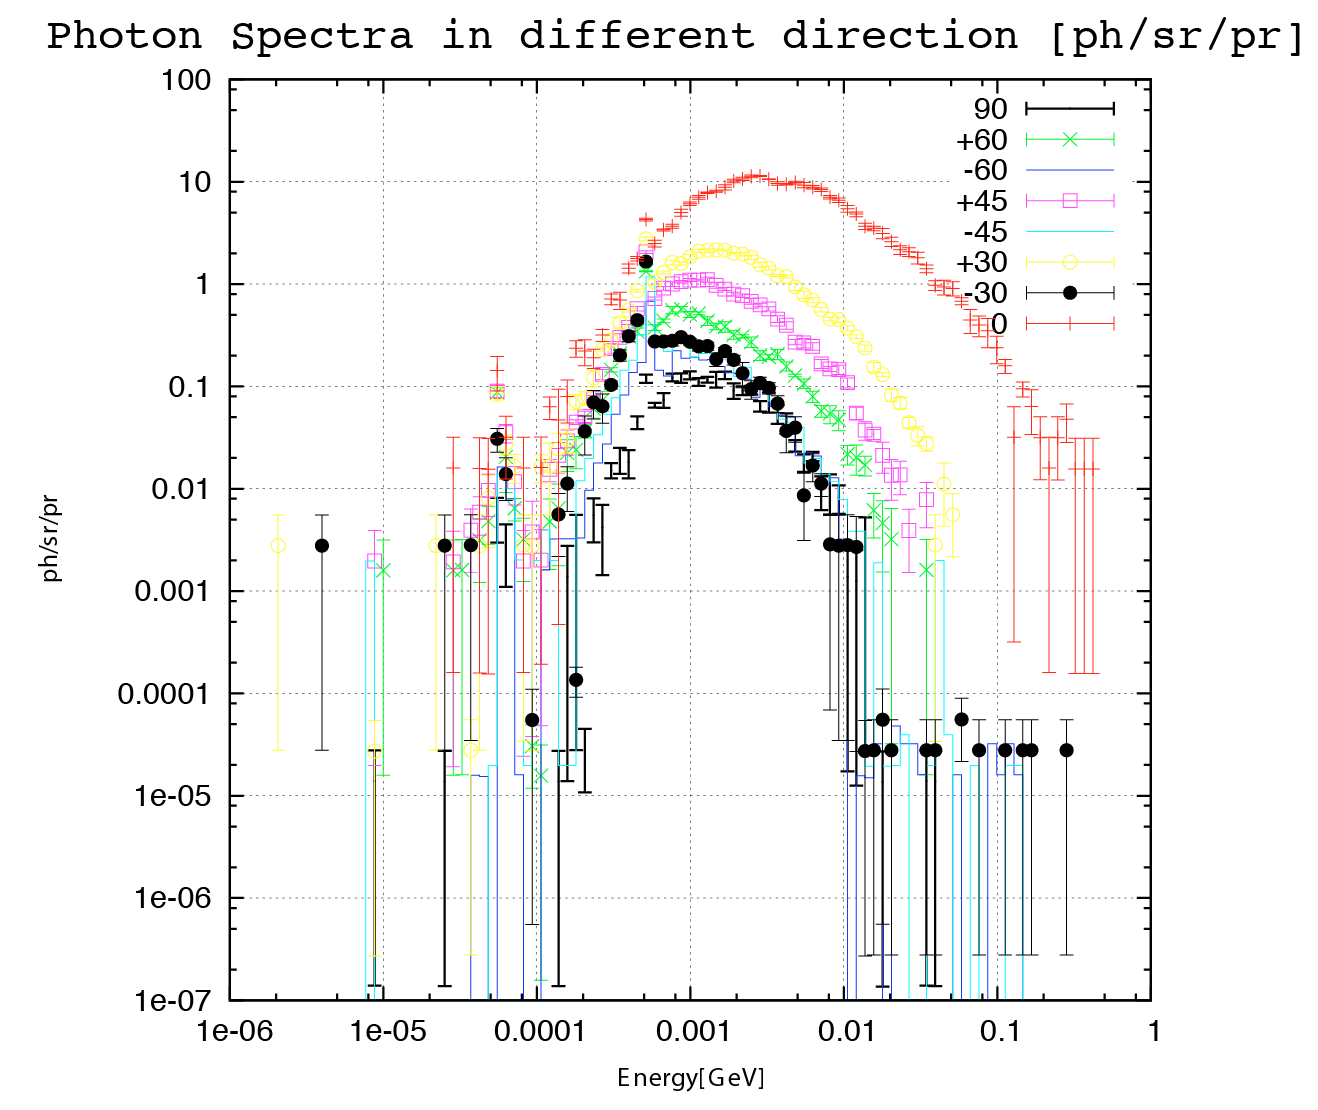 Photon Spectra in different direction [ph/sr/pr]
100
10
1
0.1
0.01
0.001
0.0001
1e-05
1e-06
1e-07
90
+60
-60
+45
-45
+30
-30
0
ph/sr/pr
1e-06 1e-05 0.0001 0.001 0.01 0.1 1
Energy[GeV]